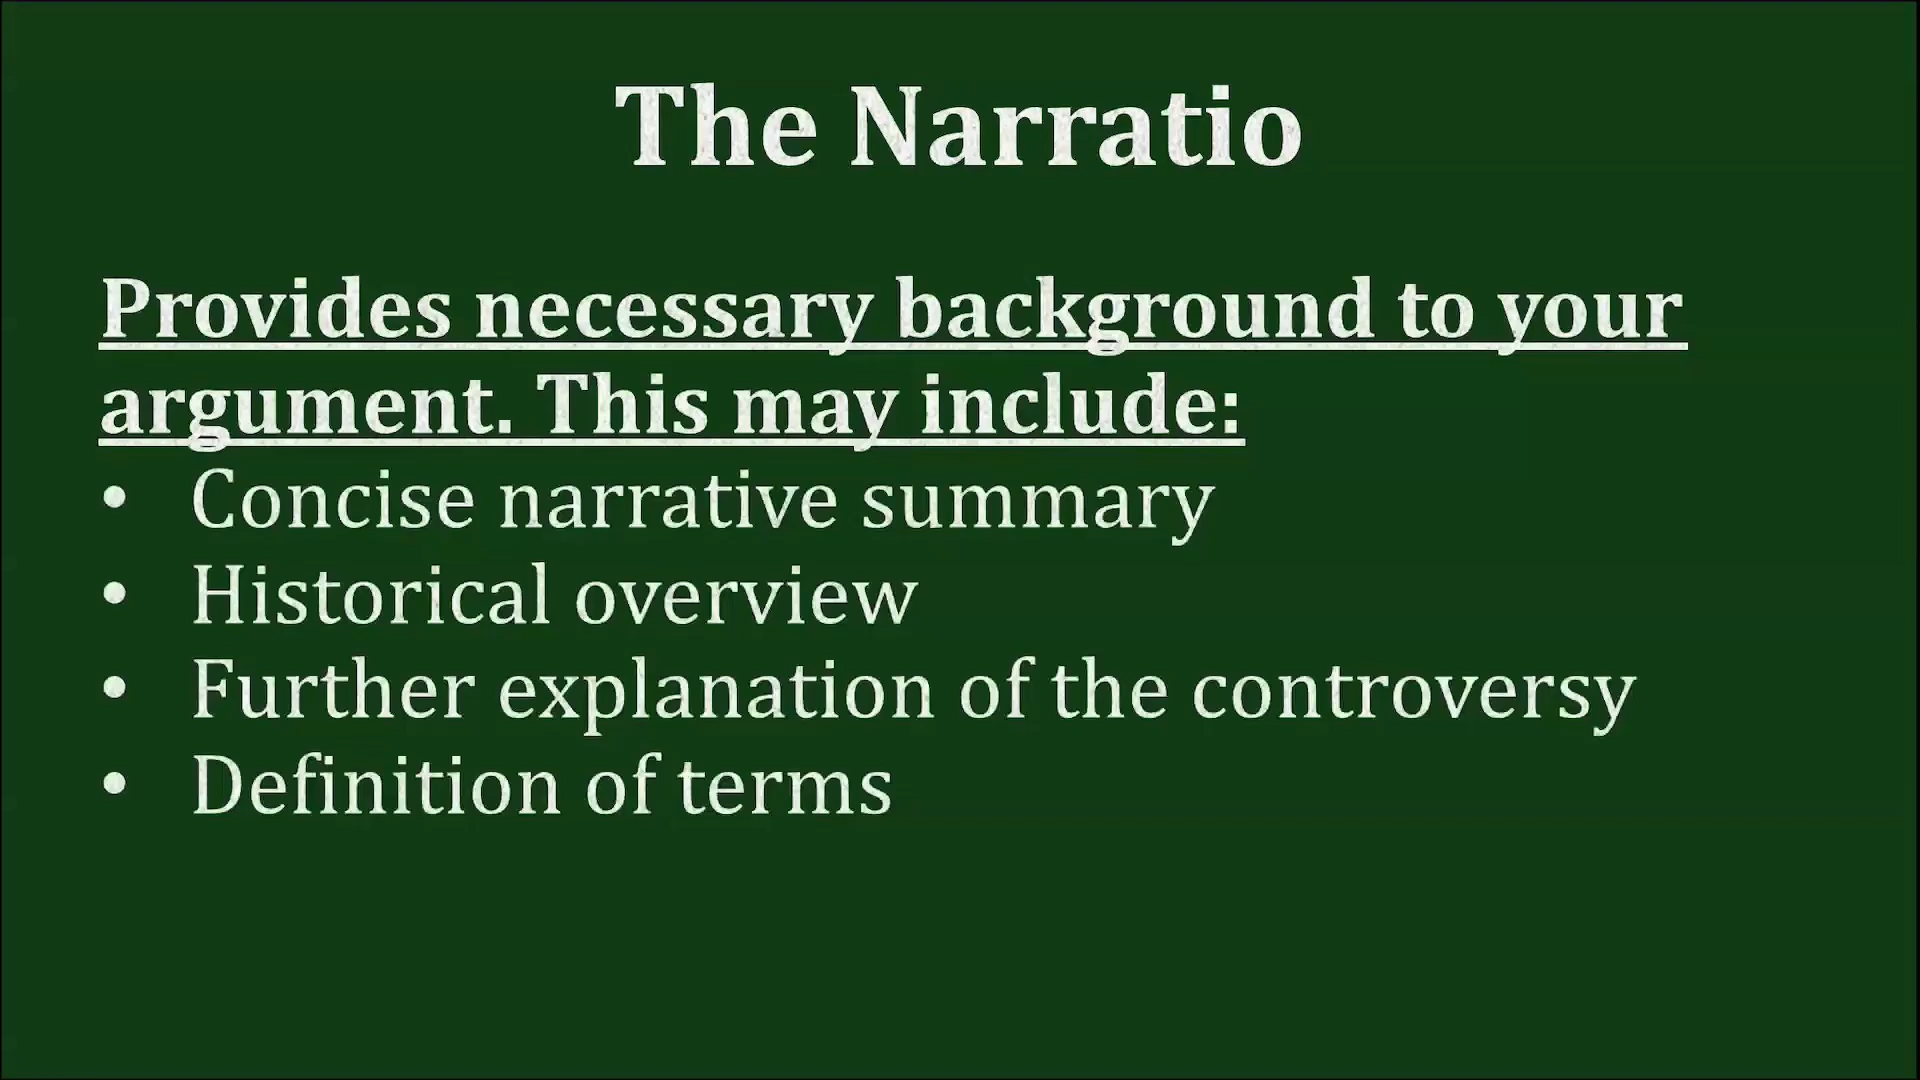 The Narratio
Provides necessary background to your
argument. This may include:
• Concise narrative summary
• Historical overview
• Further explanation of the controversy
• Definition of terms